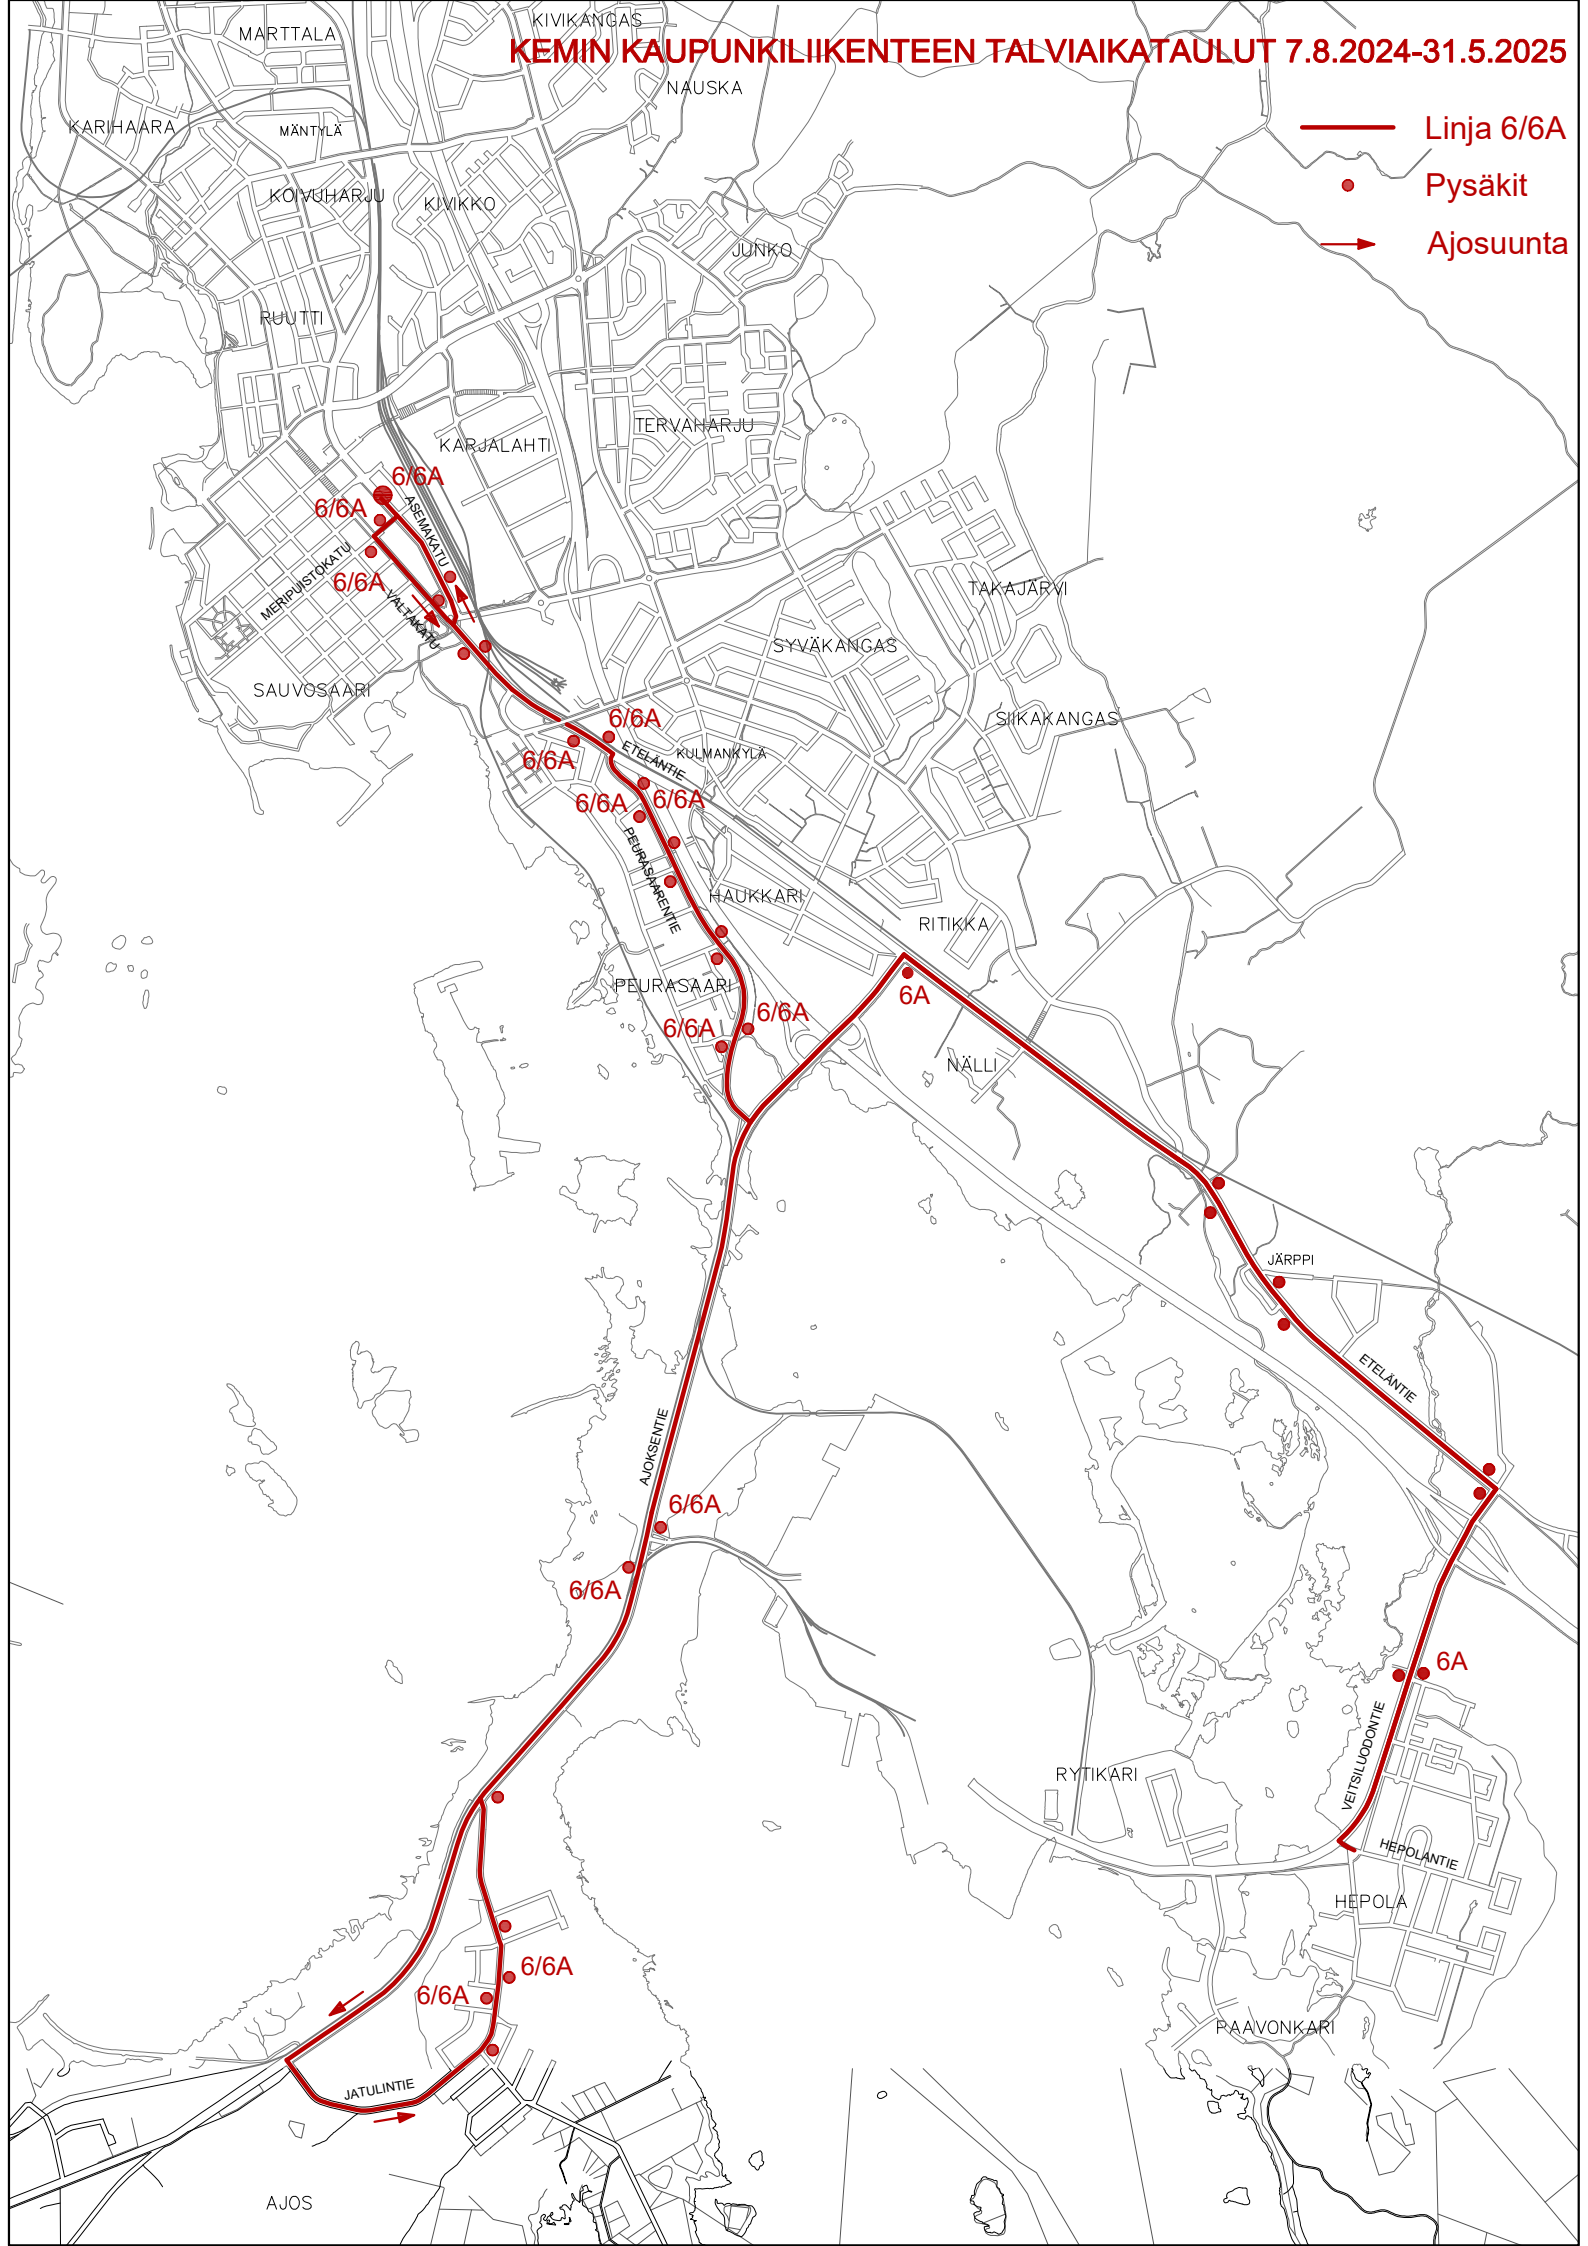 KIVIKANGAS
MARTTALA
KEMIN KAUPUNKILIIKENTEEN TALVIAIKATAULUT 7.8.2024-31.5.2025
NAUSKA
KARIHAARA
MÄNTYLÄ
Linja 6/6A
Pysäkit
KOIVUHARJU
KIVIKKO
Ajosuunta
JUNKO
RUUTTI
TERVAHARJU
KARJALAHTI
6/6A
6/6A
ASEMAKATU
MERIPUISTOKATU
6/6A
VALTAKATU
TAKAJÄRVI
SYVÄKANGAS
SAUVOSAARI
SIIKAKANGAS
6/6A
6/6A
ETELÄNTIE
KULMANKYLÄ
6/6A
6/6A
PEURASAARENTIE
HAUKKARI
RITIKKA
PEURASAARI
6A
6/6A
6/6A
NÄLLI
JÄRPPI
ETELÄNTIE
AJOKSENTIE
6/6A
6/6A
6A
VEITSILUODONTIE
RYTIKARI
HEPOLANTIE
HEPOLA
6/6A
6/6A
PAAVONKARI
JATULINTIE
AJOS